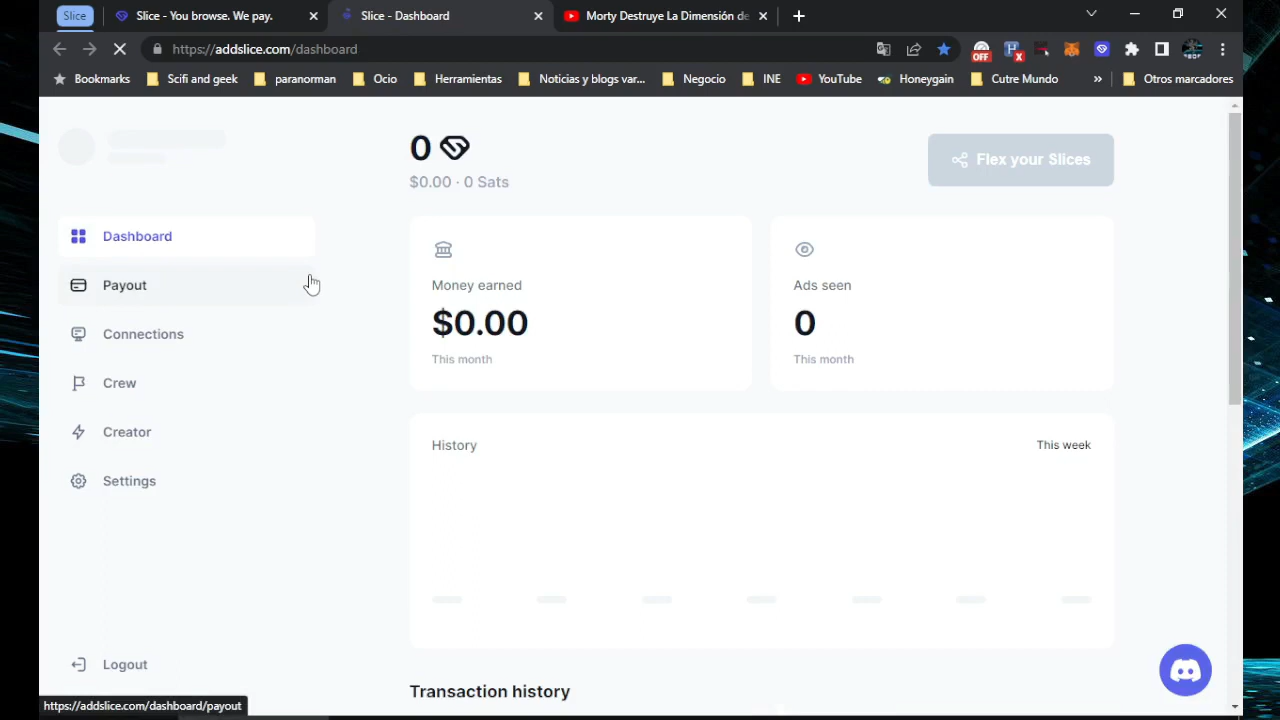 Slice
Slice - You browse. We pay.
Slice - Dashboard
Morty Destruye La Dimensión de
https://addslice.com/dashboard
OFF
Bookmarks
Scifi and geek
paranorman
Ocio
Herramientas
Noticias y blogs var...
Negocio
INE
YouTube
Honeygain
Cutre Mundo
»
Otros marcadores
0
$0.00 · 0 Sats
Flex your Slices
Dashboard
Payout
Connections
Crew
Creator
Settings
Logout
Money earned
$0.00
This month
Ads seen
0
This month
History
This week
Transaction history
https://addslice.com/dashboard/payout